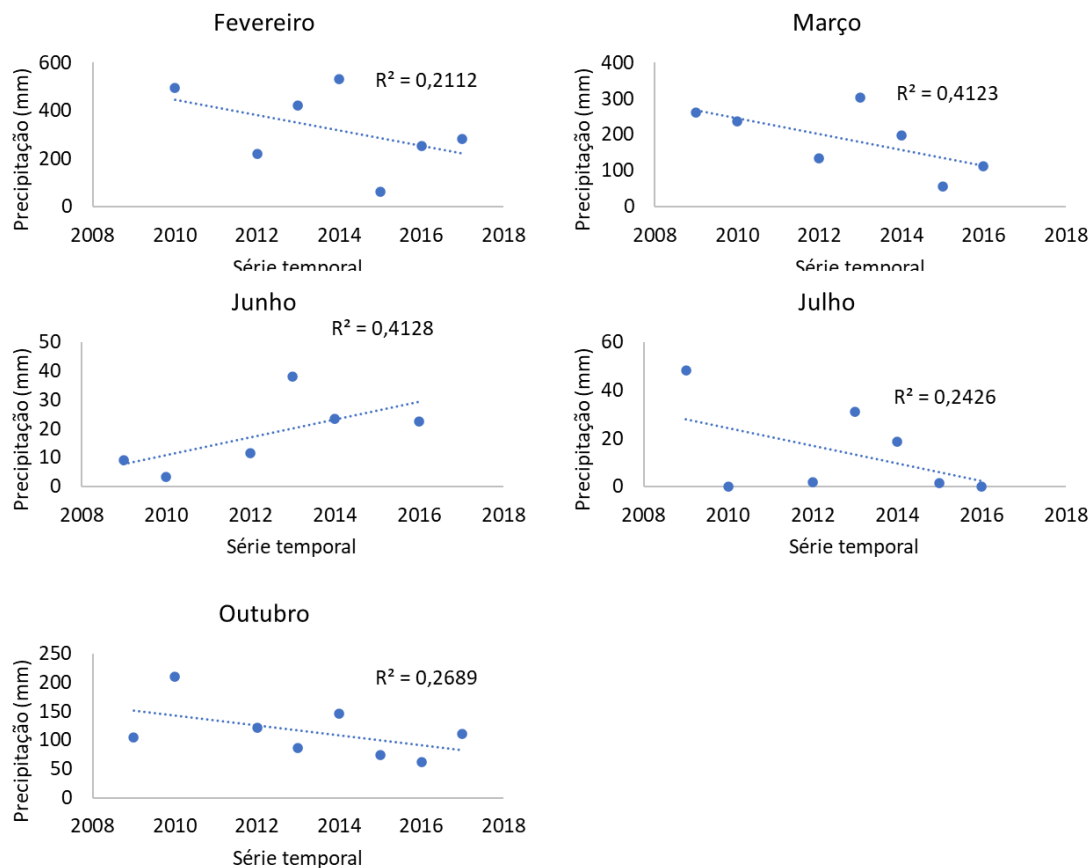 Fevereiro
Precipitação (mm)
600
400
200
0
R² = 0,2112
2008 2010 2012 2014 2016 2018
Série temporal
Março
Precipitação (mm)
400
300
200
100
0
R² = 0,4123
2008 2010 2012 2014 2016 2018
Série temporal
Junho
Precipitação (mm)
50
40
30
20
10
0
R² = 0,4128
2008 2010 2012 2014 2016 2018
Série temporal
Julho
Precipitação (mm)
60
40
20
0
R² = 0,2426
2008 2010 2012 2014 2016 2018
Série temporal
Outubro
Precipitação (mm)
250
200
150
100
50
0
R² = 0,2689
2008 2010 2012 2014 2016 2018
Série temporal